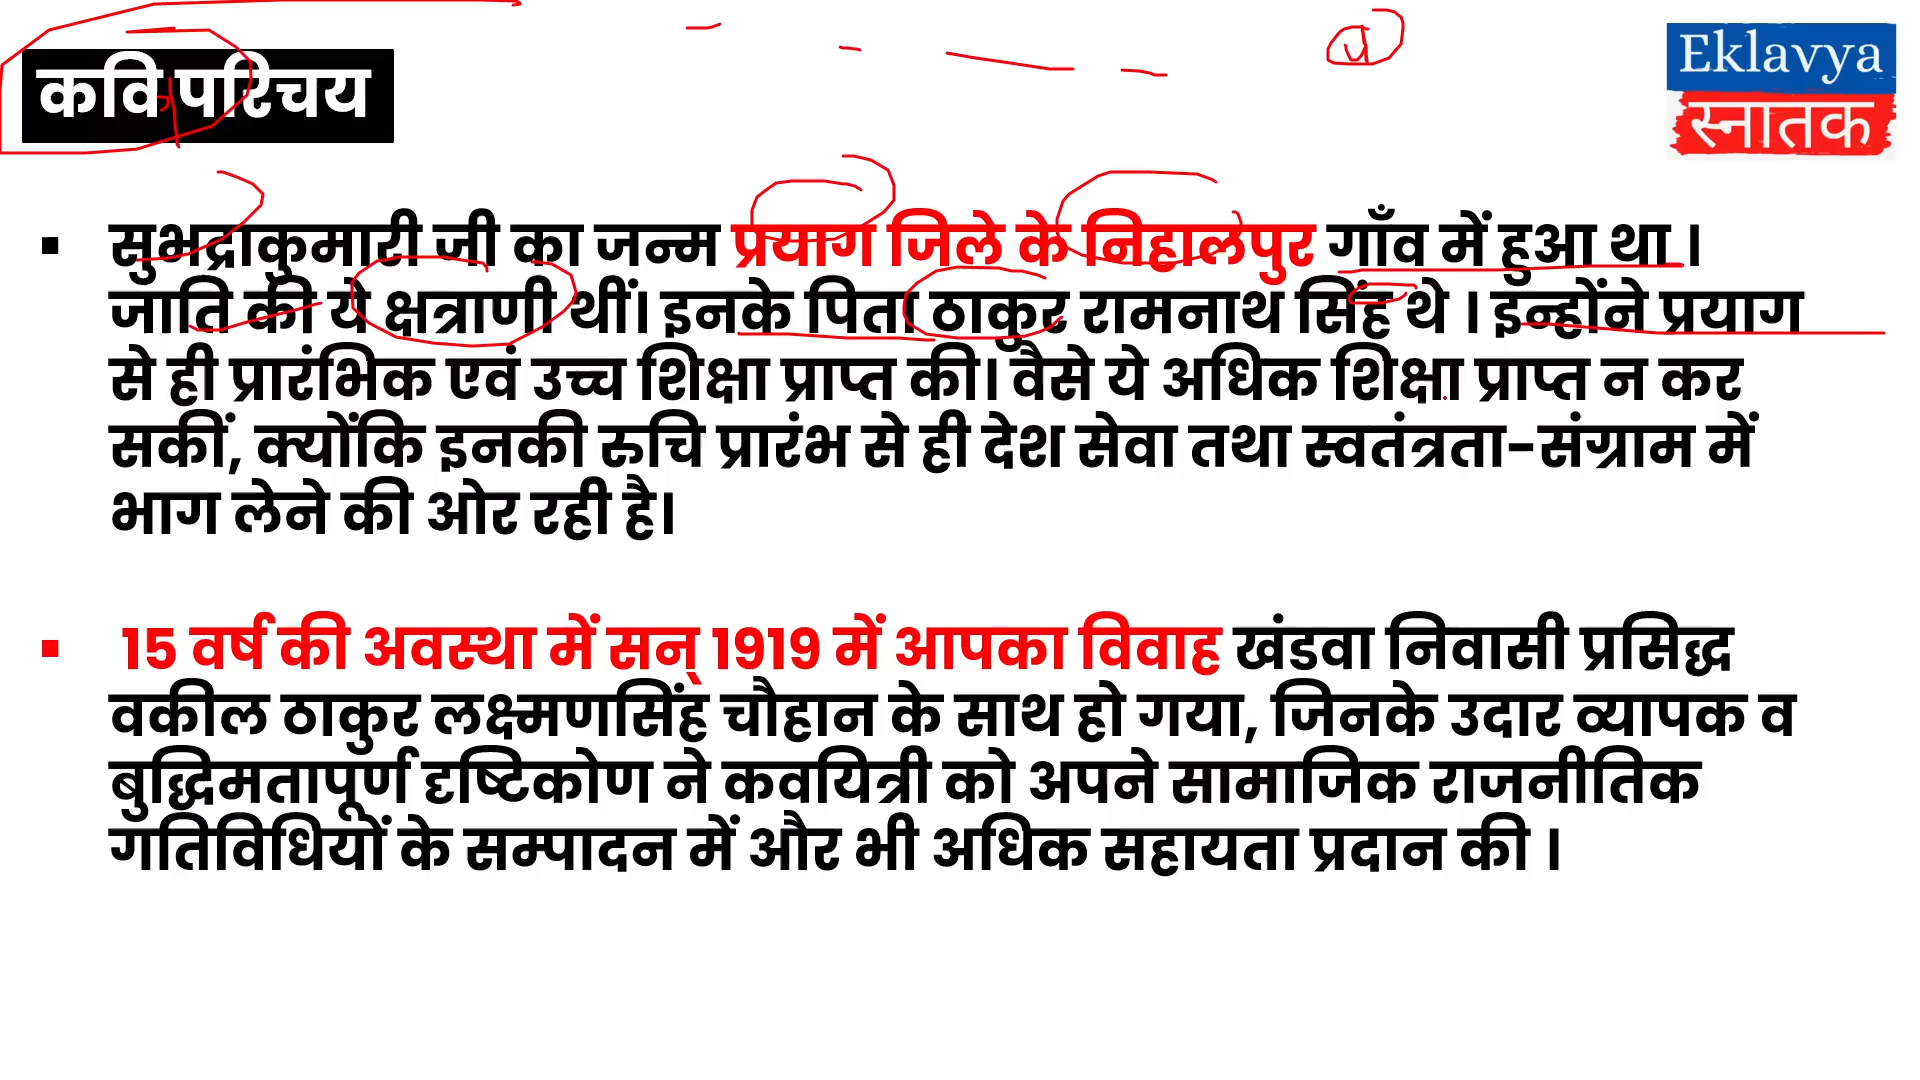 कवि परिचय
Eklavya
स्नातक
▪ सुभद्राकुमारी जी का जन्म प्रयाग जिले के निहालपुर गाँव में हुआ था ।
जाति की ये क्षत्राणी थीं। इनके पिता ठाकुर रामनाथ सिंह थे । इन्होंने प्रयाग
से ही प्रारंभिक एवं उच्च शिक्षा प्राप्त की। वैसे ये अधिक शिक्षा प्राप्त न कर
सकीं, क्योंकि इनकी रुचि प्रारंभ से ही देश सेवा तथा स्वतंत्रता-संग्राम में
भाग लेने की ओर रही है।
▪ 15 वर्ष की अवस्था में सन् 1919 में आपका विवाह खंडवा निवासी प्रसिद्ध
वकील ठाकुर लक्ष्मणसिंह चौहान के साथ हो गया, जिनके उदार व्यापक व
बुद्धिमतापूर्ण दृष्टिकोण ने कवयित्री को अपने सामाजिक राजनीतिक
गतिविधियों के सम्पादन में और भी अधिक सहायता प्रदान की ।